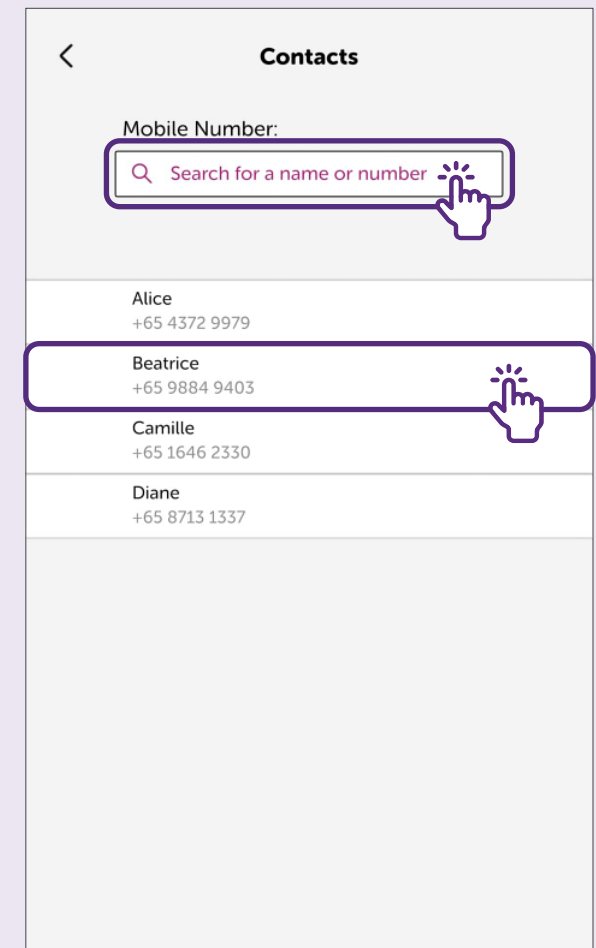 Contacts
Mobile Number:
Search for a name or number
Alice
+65 4372 9979
Beatrice
+65 9884 9403
Camille
+65 1646 2330
Diane
+65 8713 1337